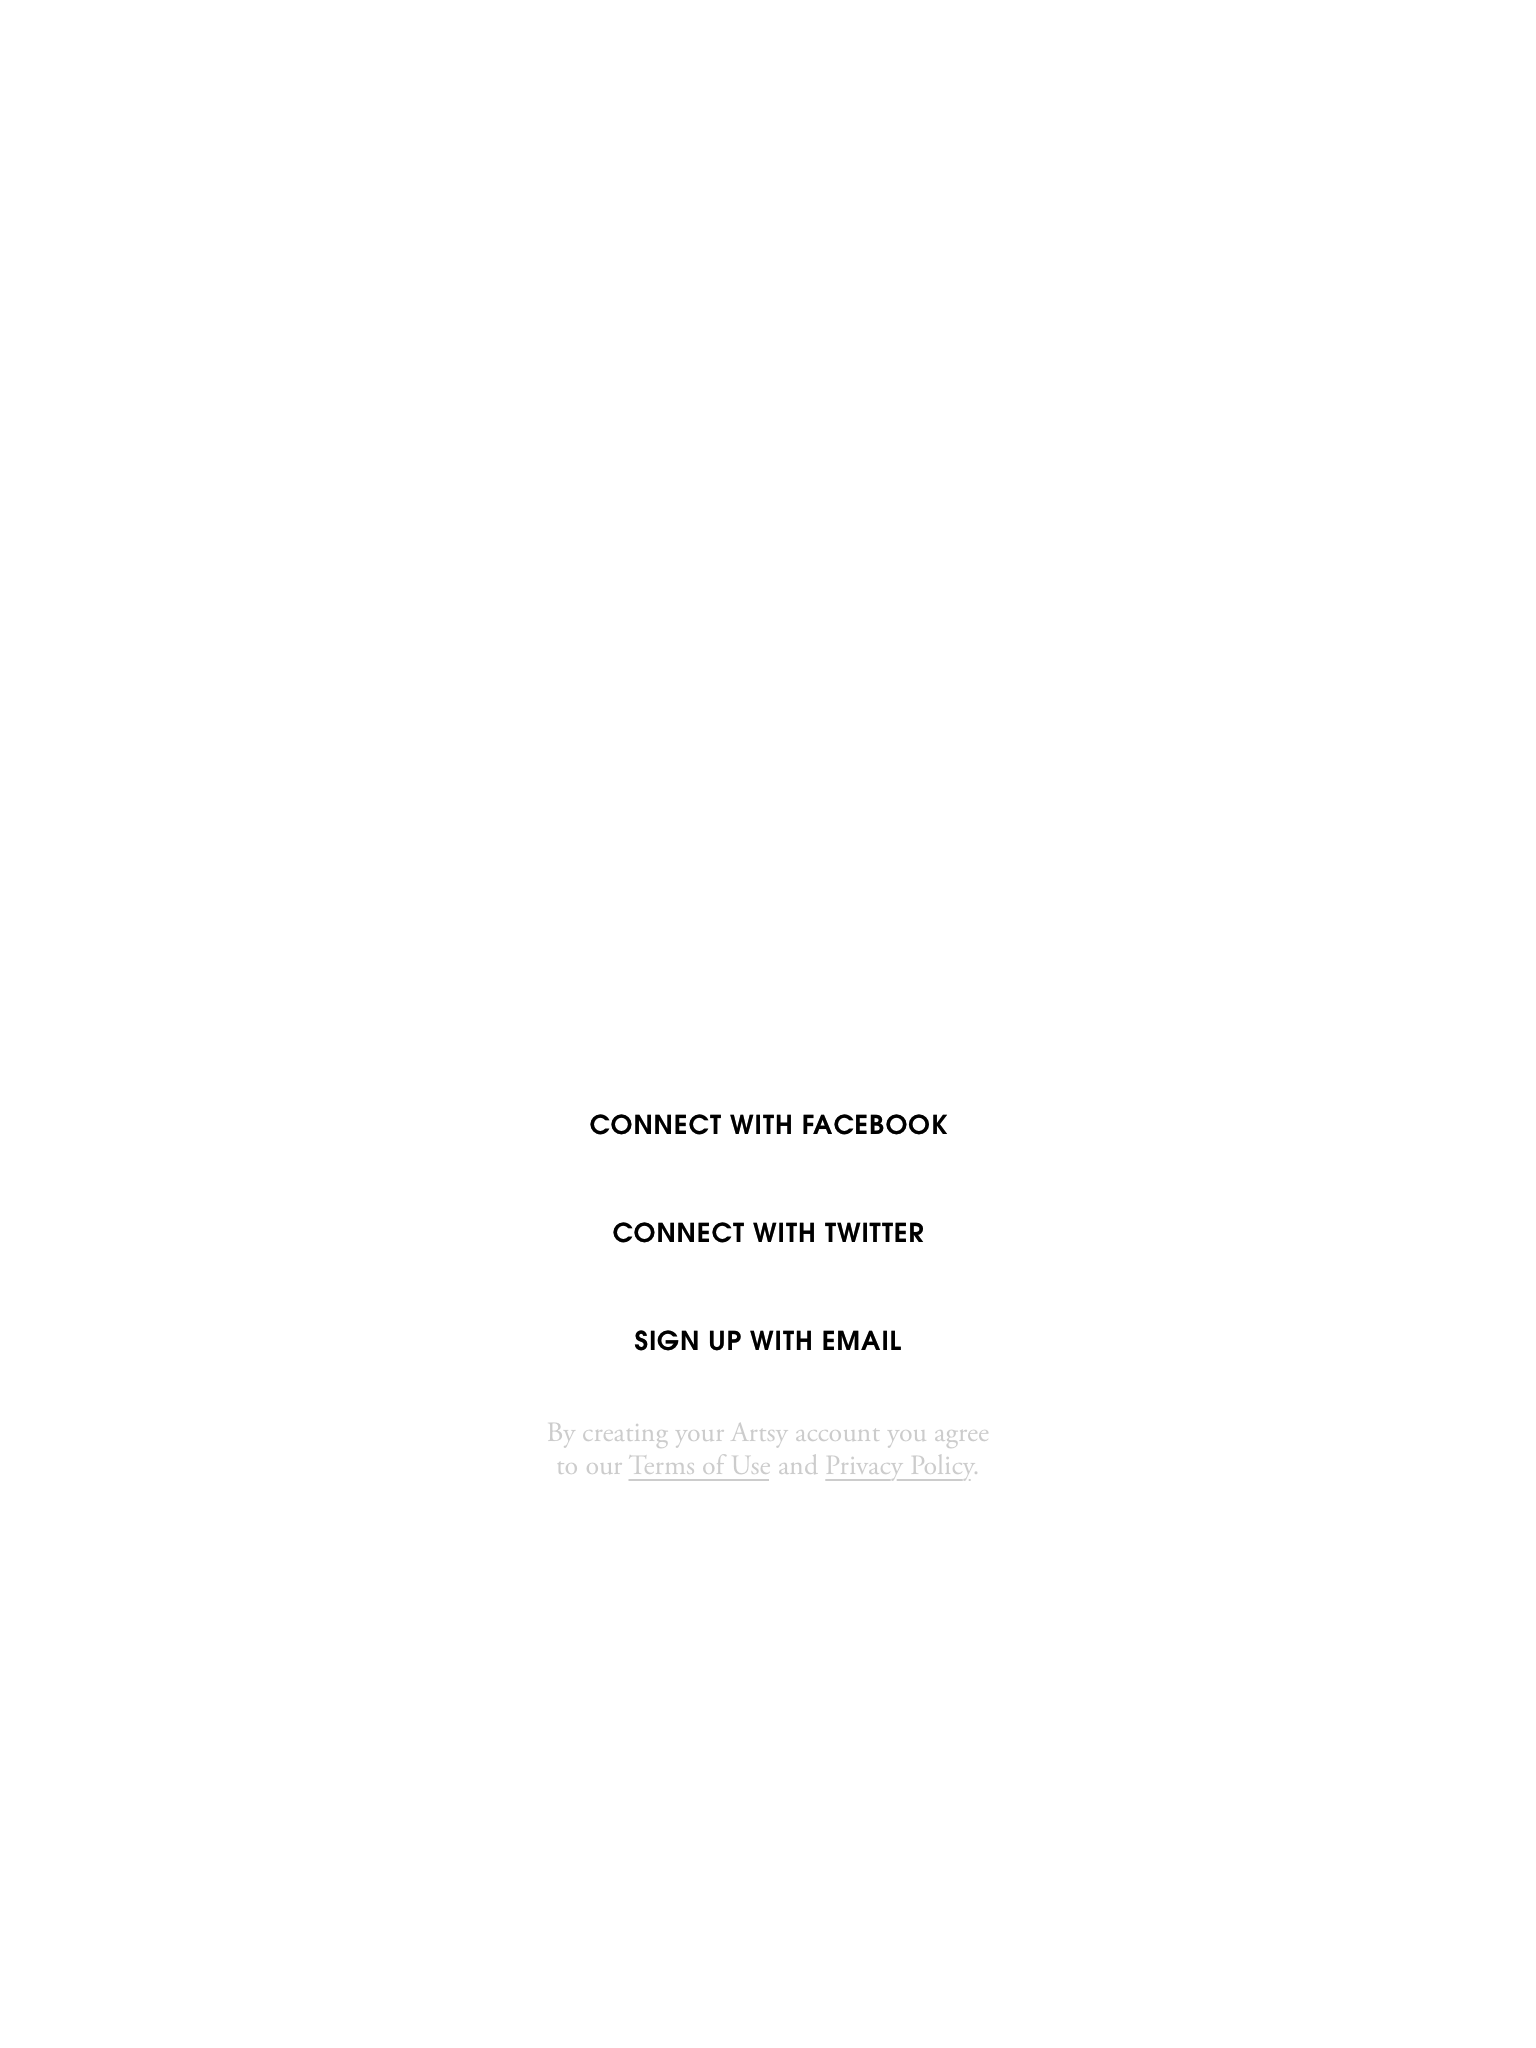 CONNECT WITH FACEBOOK
CONNECT WITH TWITTER
SIGN UP WITH EMAIL
By creating your Artsy account you agree
to our Terms of Use and Privacy Policy.